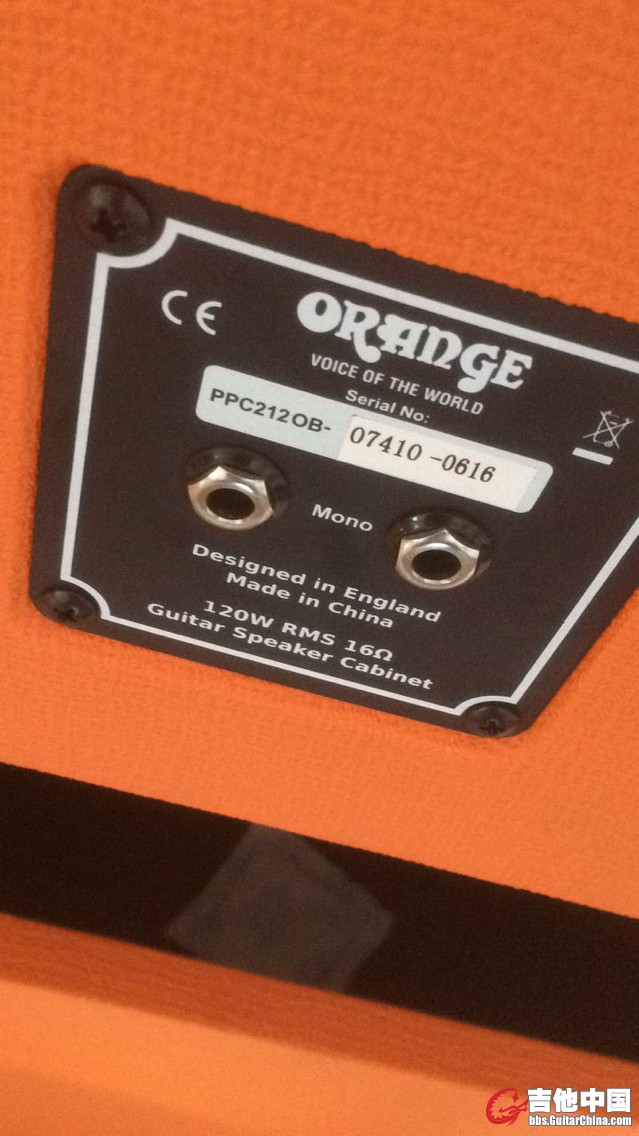 CE
ORANGE
VOICE OF THE WORLD
Serial No:
PPC212OB- 07410 -0616
Mono
Designed in England
Made in China
120W RMS 16Ω
Guitar Speaker Cabinet
吉他中国
bbs.GuitarChina.com